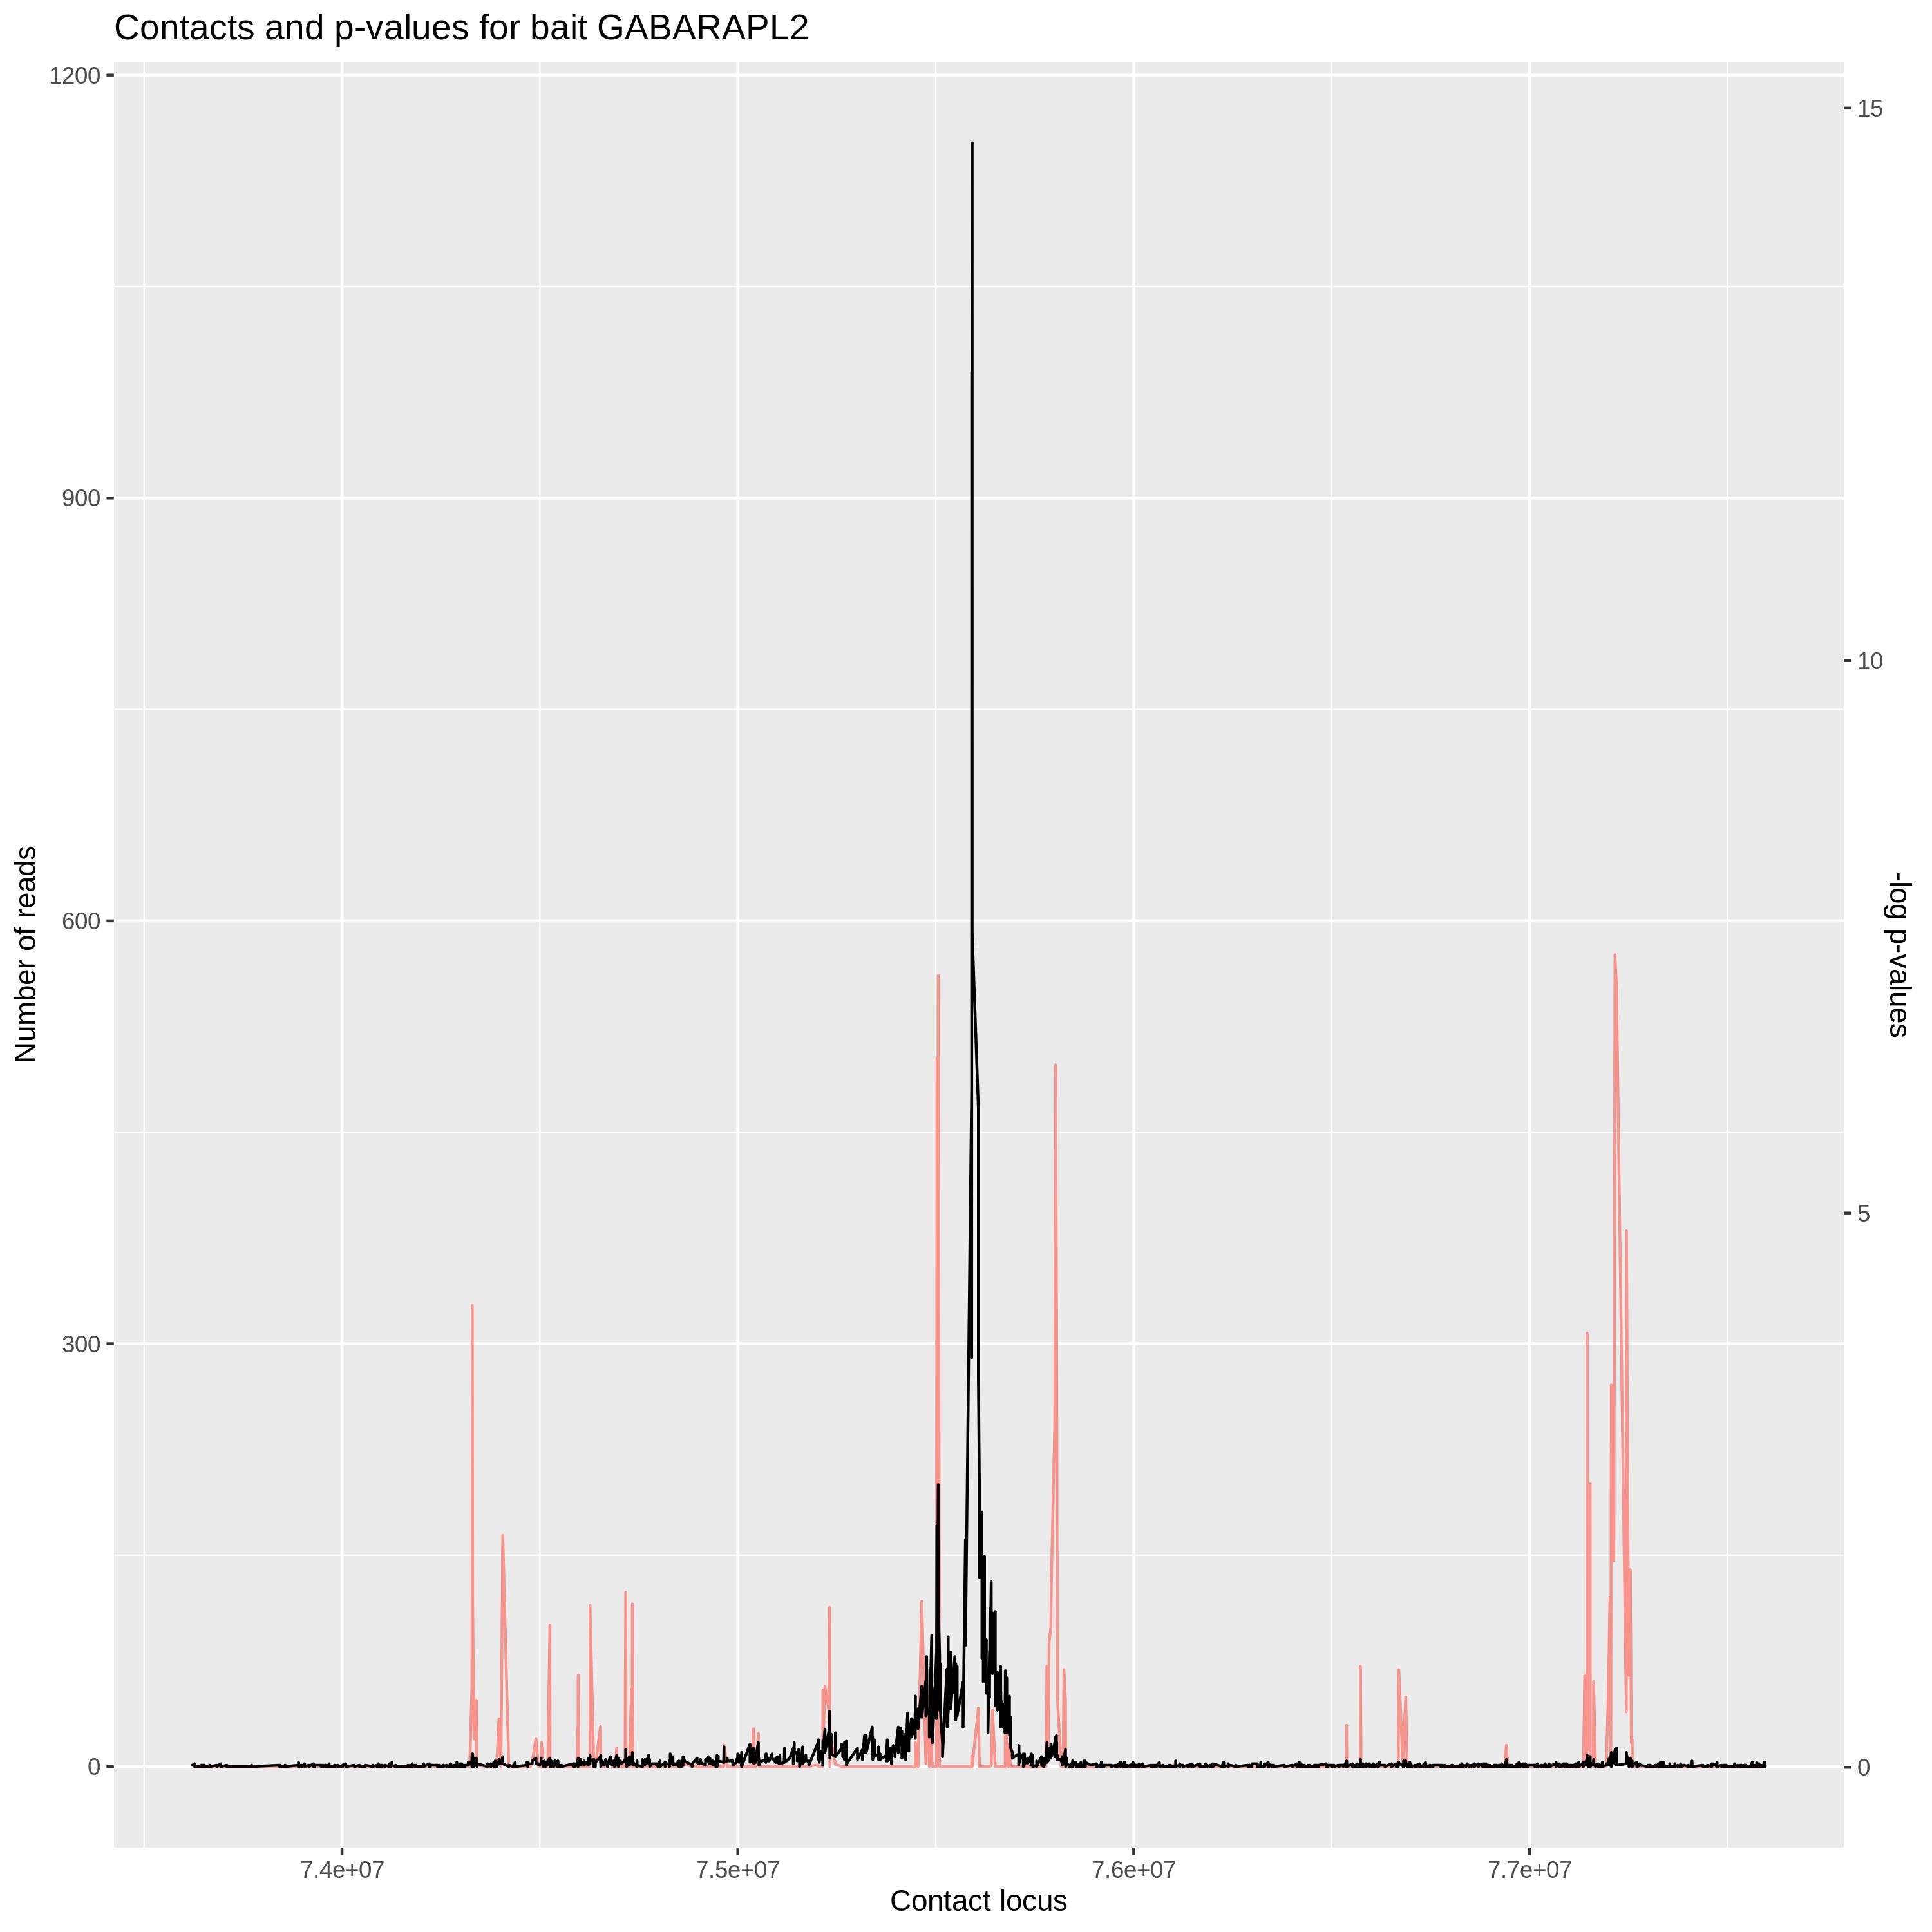 Contacts and p-values for bait GABARAPL2
1200
900
600
300
0
Number of reads
15
10
5
0
-log p-values
7.4e+07
7.5e+07
7.6e+07
7.7e+07
Contact locus